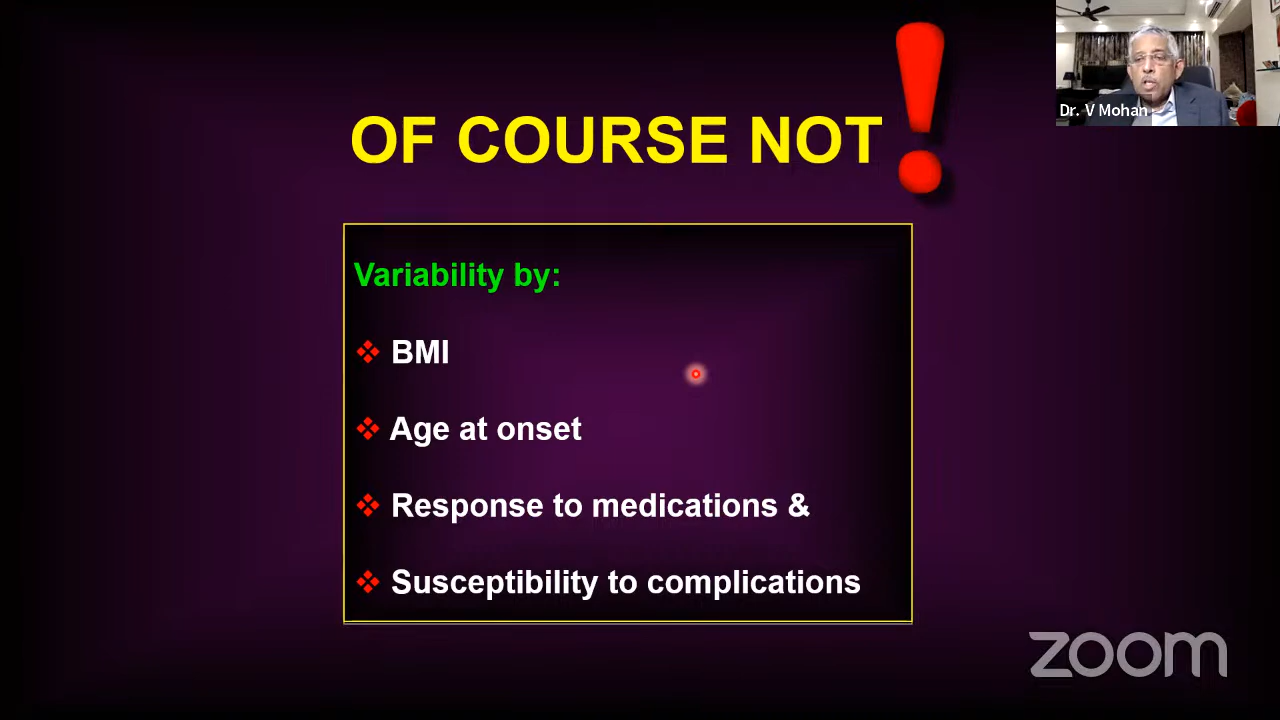 Dr. V Mohan
OF COURSE NOT!
Variability by:
❖ BMI
❖ Age at onset
❖ Response to medications &
❖ Susceptibility to complications
zoom